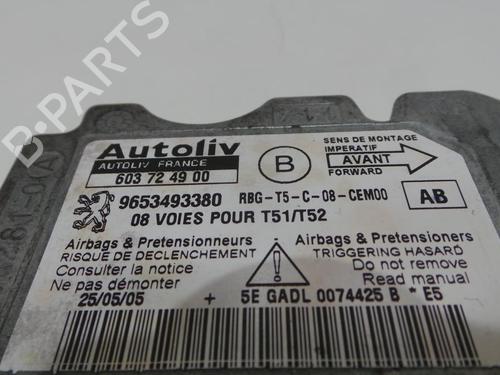 B-PARTS
Autoliv
AUTOLIV FRANCE
603 72 49 00
B
SENS DE MONTAGE
IMPERATIF
AVANT
FORWARD
9653493380 RBG-T5-C-08-CEM00 AB
08 VOIES POUR T51/T52
Airbags & Pretensionneurs
RISQUE DE DECLENCHEMENT
Consulter la notice
Ne pas démonter
Airbags & Pretensioners
TRIGGERING HASARD
Do not remove
Read manual
25/05/05 + 5E GADL 0074425 B * E5